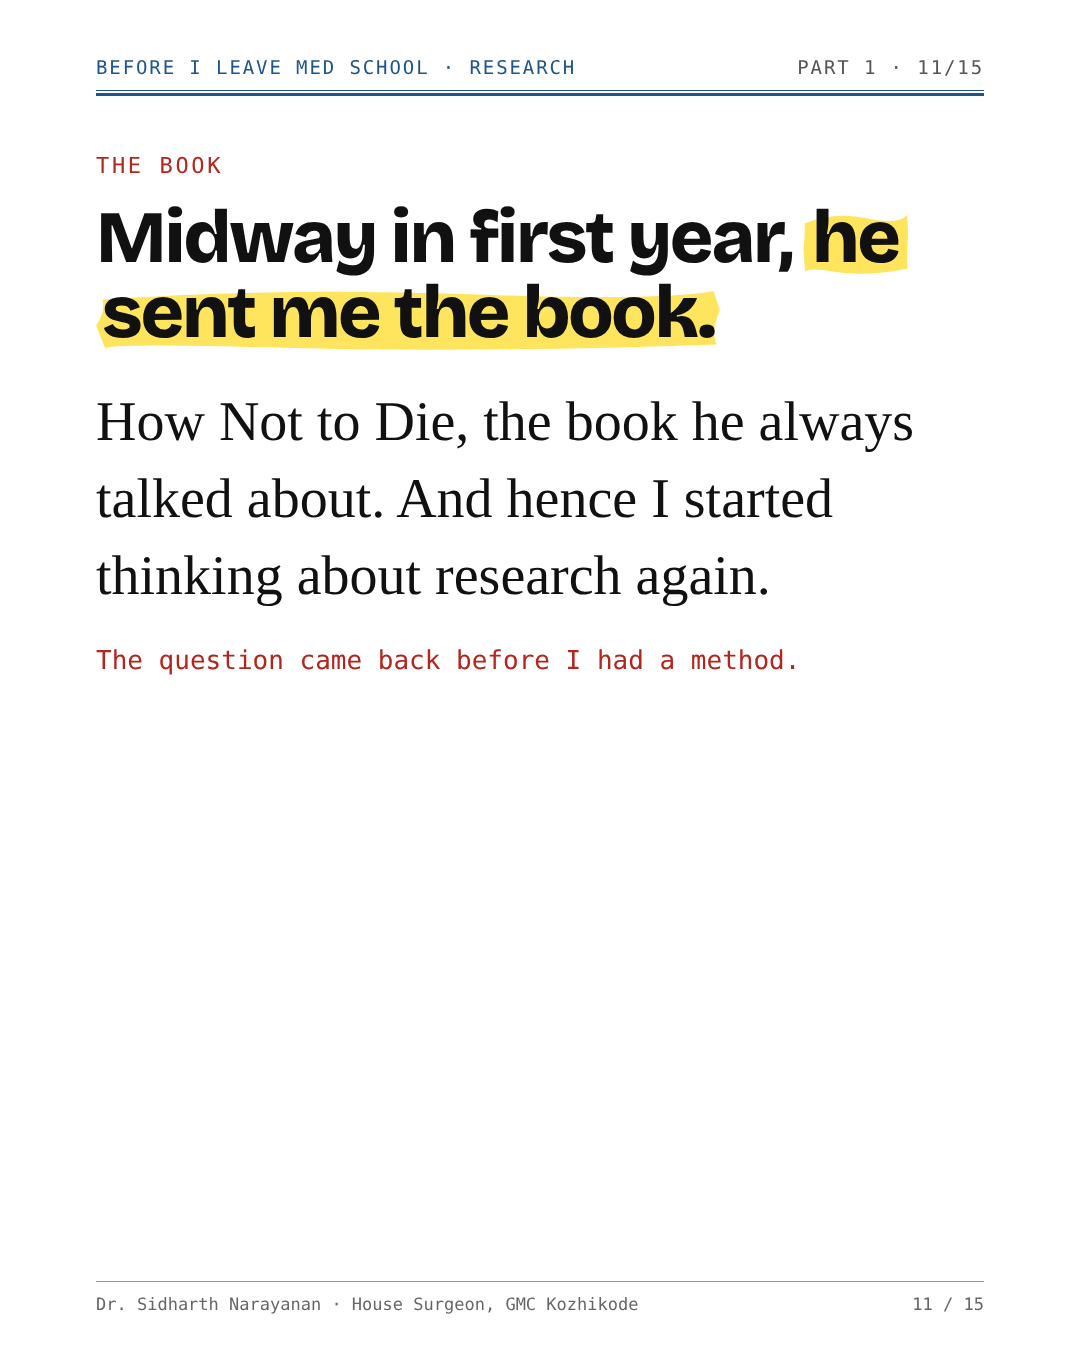 BEFORE I LEAVE MED SCHOOL · RESEARCH
PART 1 · 11/15
THE BOOK
Midway in first year, he
sent me the book.
How Not to Die, the book he always
talked about. And hence I started
thinking about research again.
The question came back before I had a method.
Dr. Sidharth Narayanan · House Surgeon, GMC Kozhikode
11 / 15